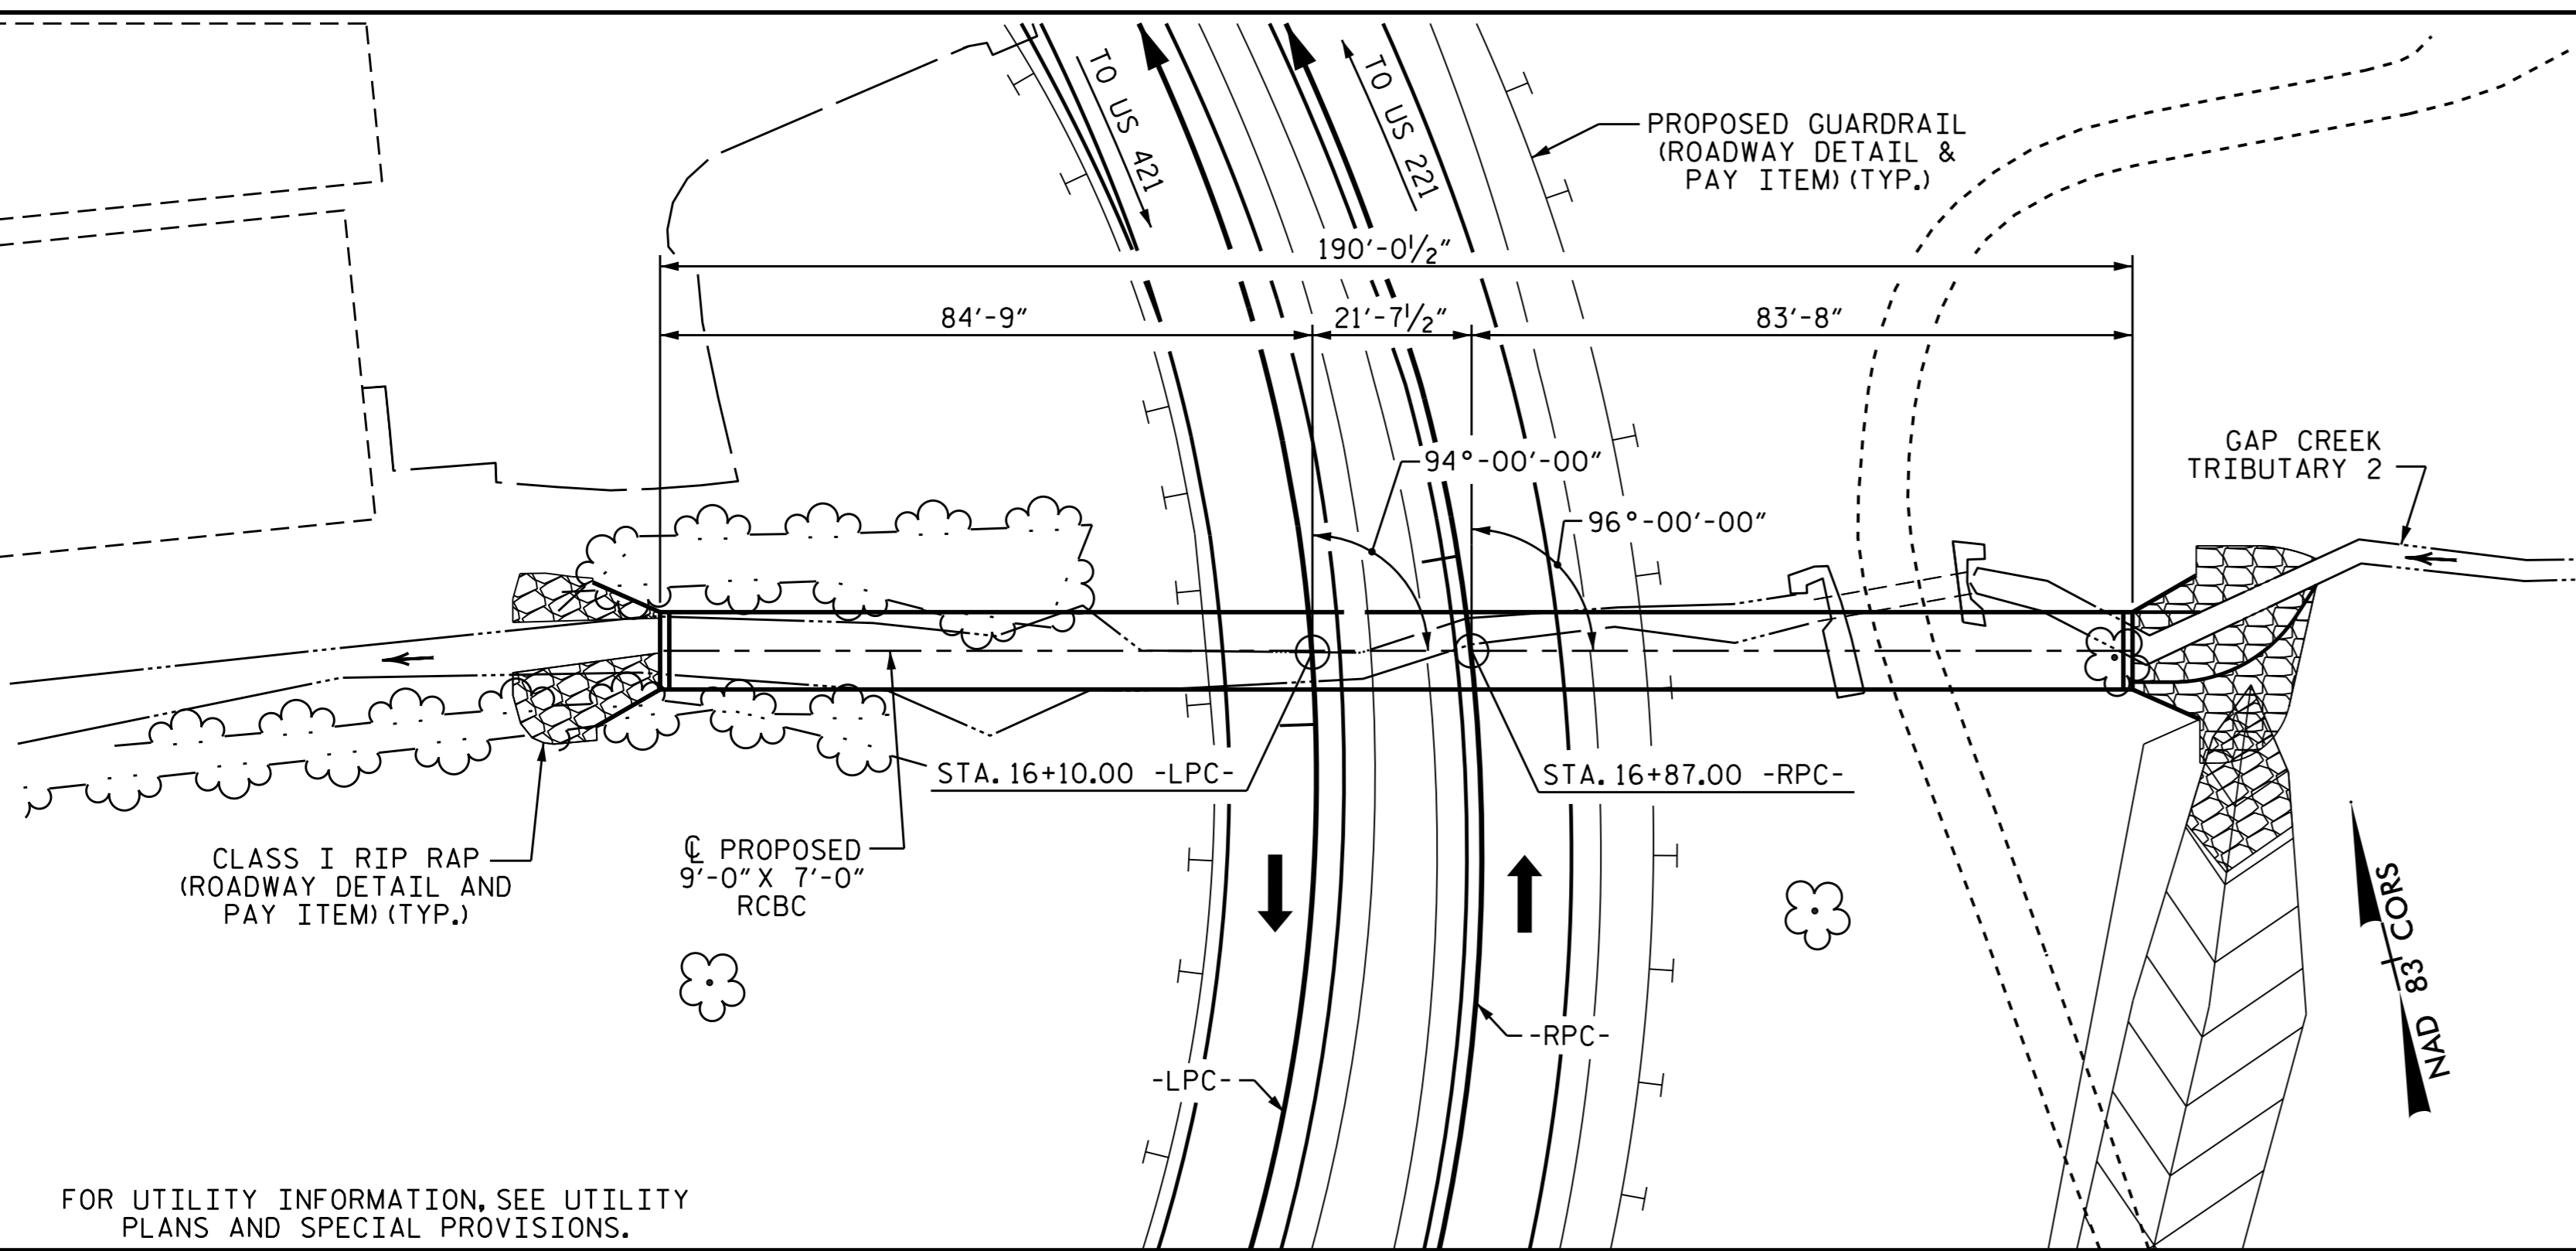 TO US 421
TO US 221
PROPOSED GUARDRAIL
(ROADWAY DETAIL &
PAY ITEM)(TYP.)
190'-0½"
84'-9"
21'-7½"
83'-8"
94°-00'-00"
96°-00'-00"
GAP CREEK
TRIBUTARY 2
STA. 16+10.00 -LPC-
STA. 16+87.00 -RPC-
CLASS I RIP RAP
(ROADWAY DETAIL AND
PAY ITEM)(TYP.)
℄ PROPOSED
9'-0" X 7'-0"
RCBC
-RPC-
-LPC-
NAD 83 CORS
FOR UTILITY INFORMATION, SEE UTILITY
PLANS AND SPECIAL PROVISIONS.